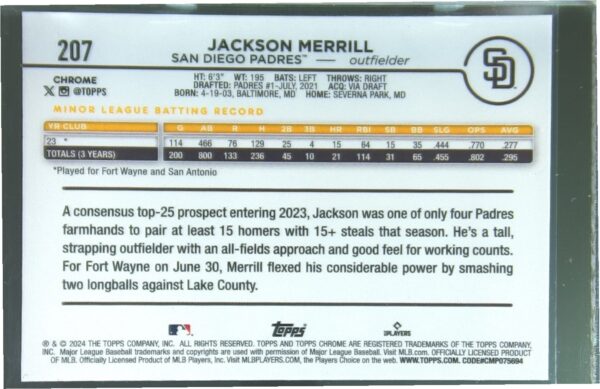 207
JACKSON MERRILL
SAN DIEGO PADRES™ — outfielder
SD
CHROME
@TOPPS
HT: 6'3" WT: 195 BATS: LEFT THROWS: RIGHT
DRAFTED: PADRES #1-JULY, 2021 ACQ: VIA DRAFT
BORN: 4-19-03, BALTIMORE, MD HOME: SEVERNA PARK, MD
MINOR LEAGUE BATTING RECORD
YR CLUB G AB R H 2B 3B HR RBI SB BB SLG OPS AVG
23 * 114 466 76 129 25 4 15 64 15 35 .444 .770 .277
TOTALS (3 YEARS) 200 800 133 236 45 10 21 114 31 65 .455 .802 .295
*Played for Fort Wayne and San Antonio
A consensus top-25 prospect entering 2023, Jackson was one of only four Padres
farmhands to pair at least 15 homers with 15+ steals that season. He's a tall,
strapping outfielder with an all-fields approach and good feel for working counts.
For Fort Wayne on June 30, Merrill flexed his considerable power by smashing
two longballs against Lake County.
topps
PLAYERS
® & © 2024 THE TOPPS COMPANY, INC. ALL RIGHTS RESERVED. TOPPS AND TOPPS CHROME ARE REGISTERED TRADEMARKS OF THE TOPPS COMPANY,
INC. Major League Baseball trademarks and copyrights are used with permission of Major League Baseball. Visit MLB.com. OFFICIALLY LICENSED PRODUCT
OF MLB. Officially Licensed Product of MLB Players, Inc. Visit MLBPLAYERS.COM, the Players Choice on the web. WWW.TOPPS.COM. CODE#CMP075694